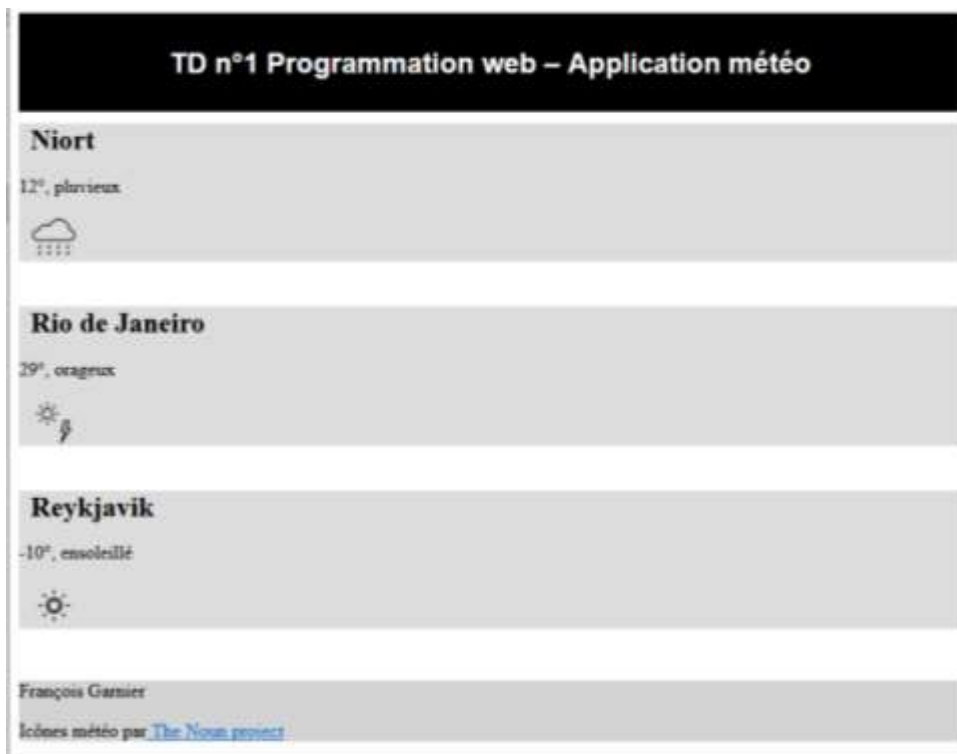 TD n°1 Programmation web – Application météo
Niort
12°, pluvieux
Rio de Janeiro
29°, orageux
Reykjavik
-10°, ensoleillé
François Garnier
Icônes météo par The Noun project